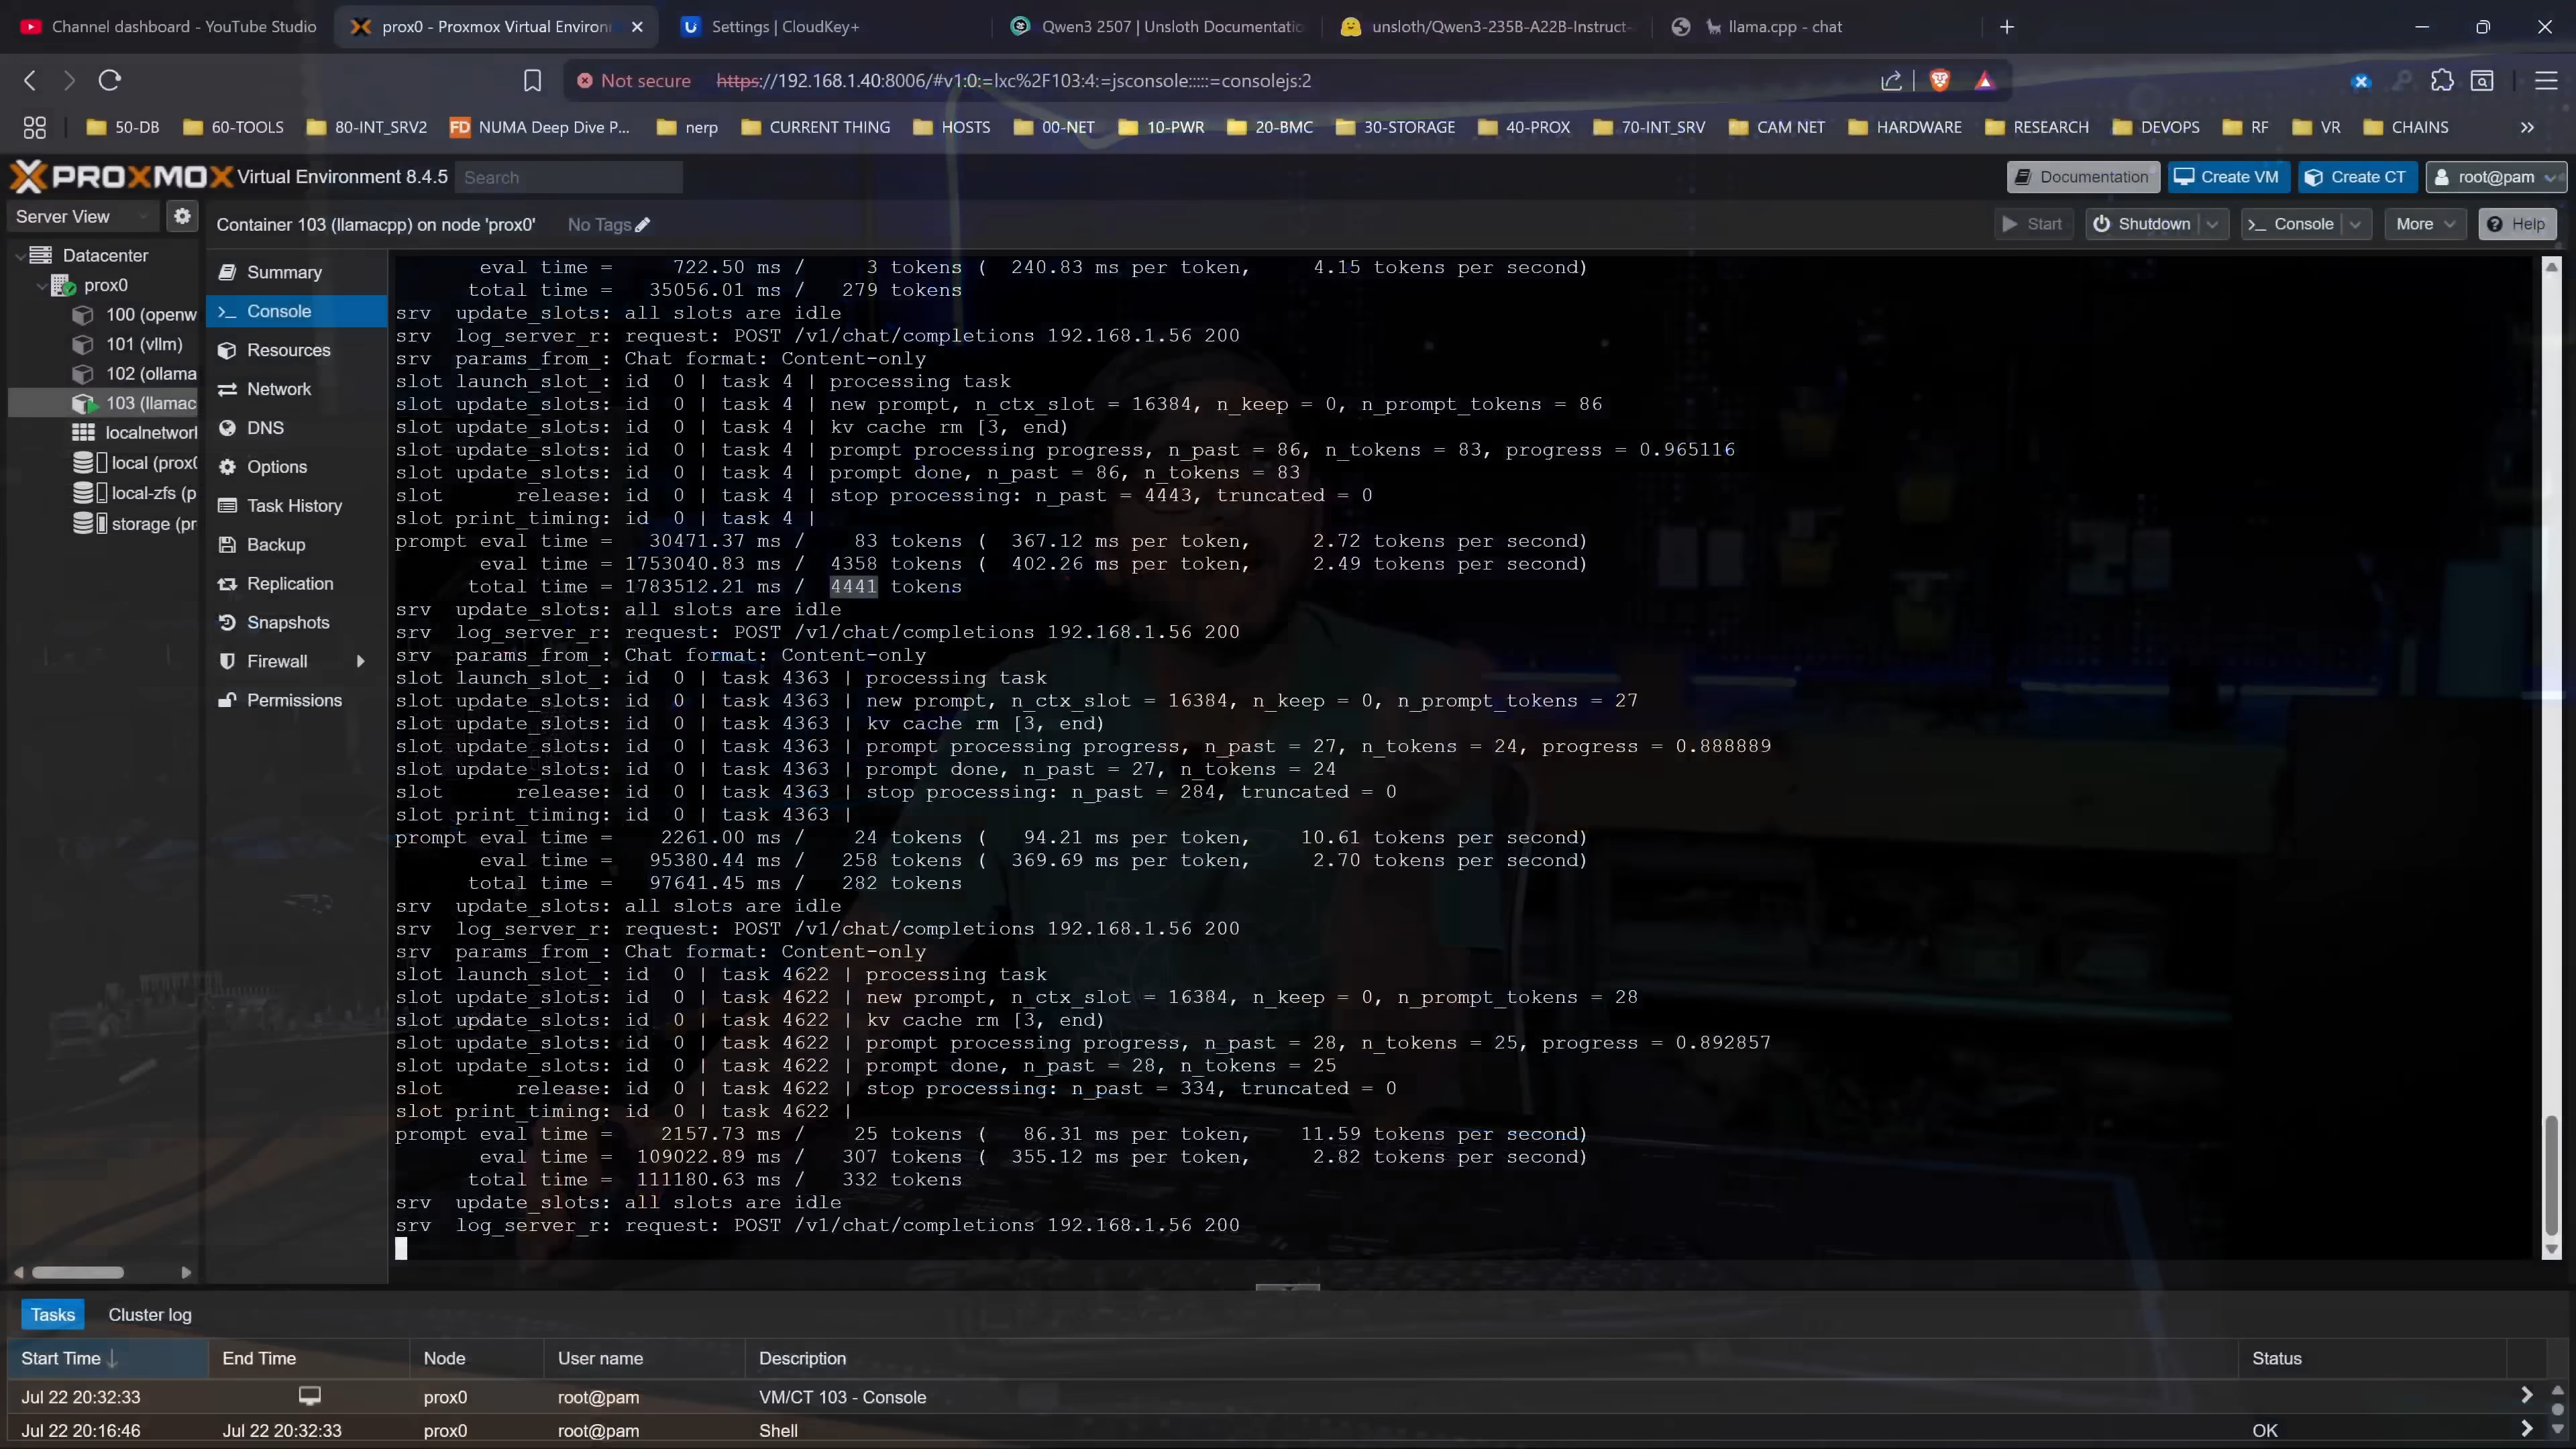 Channel dashboard - YouTube Studio
prox0 - Proxmox Virtual Environ
Settings | CloudKey+
Qwen3 2507 | Unsloth Documentatio
unsloth/Qwen3-235B-A22B-Instruct-
llama.cpp - chat
Not secure https://192.168.1.40:8006/#v1:0:=lxc%2F103:4:=jsconsole:::::=consolejs:2
50-DB 60-TOOLS 80-INT_SRV2 FD NUMA Deep Dive P... nerp CURRENT THING HOSTS 00-NET 10-PWR 20-BMC 30-STORAGE 40-PROX 70-INT_SRV CAM NET HARDWARE RESEARCH DEVOPS RF VR CHAINS »
PROXMOX Virtual Environment 8.4.5 Search Documentation Create VM Create CT root@pam
Server View
Container 103 (llamacpp) on node 'prox0' No Tags Start Shutdown Console More Help
Datacenter
prox0
100 (openw
101 (vllm)
102 (ollama
103 (llamac
localnetworl
local (prox0
local-zfs (p
storage (pr
Summary
Console
Resources
Network
DNS
Options
Task History
Backup
Replication
Snapshots
Firewall
Permissions
eval time = 722.50 ms / 3 tokens ( 240.83 ms per token, 4.15 tokens per second)
total time = 35056.01 ms / 279 tokens
srv update_slots: all slots are idle
srv log_server_r: request: POST /v1/chat/completions 192.168.1.56 200
srv params_from_: Chat format: Content-only
slot launch_slot_: id 0 | task 4 | processing task
slot update_slots: id 0 | task 4 | new prompt, n_ctx_slot = 16384, n_keep = 0, n_prompt_tokens = 86
slot update_slots: id 0 | task 4 | kv cache rm [3, end)
slot update_slots: id 0 | task 4 | prompt processing progress, n_past = 86, n_tokens = 83, progress = 0.965116
slot update_slots: id 0 | task 4 | prompt done, n_past = 86, n_tokens = 83
slot release: id 0 | task 4 | stop processing: n_past = 4443, truncated = 0
slot print_timing: id 0 | task 4 |
prompt eval time = 30471.37 ms / 83 tokens ( 367.12 ms per token, 2.72 tokens per second)
eval time = 1753040.83 ms / 4358 tokens ( 402.26 ms per token, 2.49 tokens per second)
total time = 1783512.21 ms / 4441 tokens
srv update_slots: all slots are idle
srv log_server_r: request: POST /v1/chat/completions 192.168.1.56 200
srv params_from_: Chat format: Content-only
slot launch_slot_: id 0 | task 4363 | processing task
slot update_slots: id 0 | task 4363 | new prompt, n_ctx_slot = 16384, n_keep = 0, n_prompt_tokens = 27
slot update_slots: id 0 | task 4363 | kv cache rm [3, end)
slot update_slots: id 0 | task 4363 | prompt processing progress, n_past = 27, n_tokens = 24, progress = 0.888889
slot update_slots: id 0 | task 4363 | prompt done, n_past = 27, n_tokens = 24
slot release: id 0 | task 4363 | stop processing: n_past = 284, truncated = 0
slot print_timing: id 0 | task 4363 |
prompt eval time = 2261.00 ms / 24 tokens ( 94.21 ms per token, 10.61 tokens per second)
eval time = 95380.44 ms / 258 tokens ( 369.69 ms per token, 2.70 tokens per second)
total time = 97641.45 ms / 282 tokens
srv update_slots: all slots are idle
srv log_server_r: request: POST /v1/chat/completions 192.168.1.56 200
srv params_from_: Chat format: Content-only
slot launch_slot_: id 0 | task 4622 | processing task
slot update_slots: id 0 | task 4622 | new prompt, n_ctx_slot = 16384, n_keep = 0, n_prompt_tokens = 28
slot update_slots: id 0 | task 4622 | kv cache rm [3, end)
slot update_slots: id 0 | task 4622 | prompt processing progress, n_past = 28, n_tokens = 25, progress = 0.892857
slot update_slots: id 0 | task 4622 | prompt done, n_past = 28, n_tokens = 25
slot release: id 0 | task 4622 | stop processing: n_past = 334, truncated = 0
slot print_timing: id 0 | task 4622 |
prompt eval time = 2157.73 ms / 25 tokens ( 86.31 ms per token, 11.59 tokens per second)
eval time = 109022.89 ms / 307 tokens ( 355.12 ms per token, 2.82 tokens per second)
total time = 111180.63 ms / 332 tokens
srv update_slots: all slots are idle
srv log_server_r: request: POST /v1/chat/completions 192.168.1.56 200
Tasks Cluster log
Start Time End Time Node User name Description Status
Jul 22 20:32:33 prox0 root@pam VM/CT 103 - Console
Jul 22 20:16:46 Jul 22 20:32:33 prox0 root@pam Shell OK